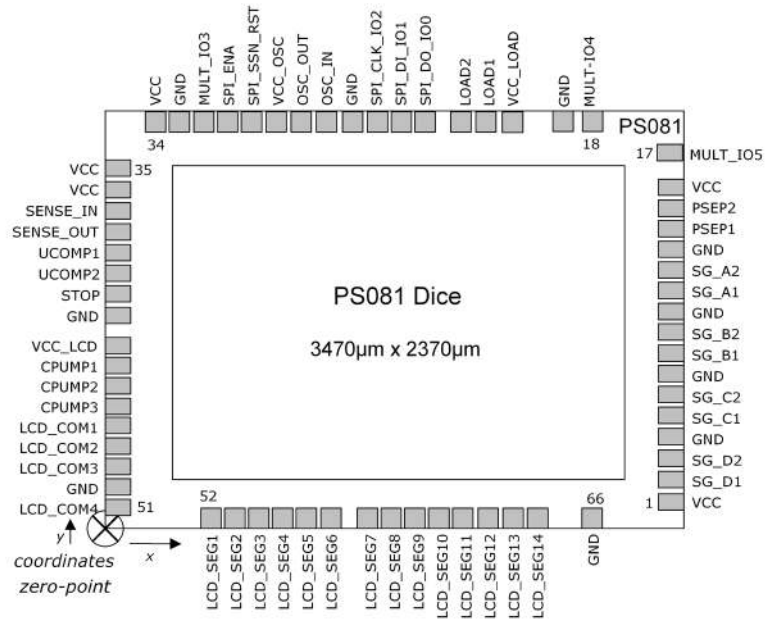 VCC
GND
MULT_IO3
SPI_ENA
SPI_SSN_RST
VCC_OSC
OSC_OUT
OSC_IN
GND
SPI_CLK_IO2
SPI_DI_IO1
SPI_DO_IO0
LOAD2
LOAD1
VCC_LOAD
GND
MULT-IO4
PS081
34
18
17
MULT_IO5
35
VCC
VCC
SENSE_IN
SENSE_OUT
UCOMP1
UCOMP2
STOP
GND
VCC_LCD
CPUMP1
CPUMP2
CPUMP3
LCD_COM1
LCD_COM2
LCD_COM3
GND
LCD_COM4
51
PS081 Dice
3470µm x 2370µm
VCC
PSEP2
PSEP1
GND
SG_A2
SG_A1
GND
SG_B2
SG_B1
GND
SG_C2
SG_C1
GND
SG_D2
SG_D1
1
VCC
52
66
y
x
coordinates
zero-point
LCD_SEG1
LCD_SEG2
LCD_SEG3
LCD_SEG4
LCD_SEG5
LCD_SEG6
LCD_SEG7
LCD_SEG8
LCD_SEG9
LCD_SEG10
LCD_SEG11
LCD_SEG12
LCD_SEG13
LCD_SEG14
GND